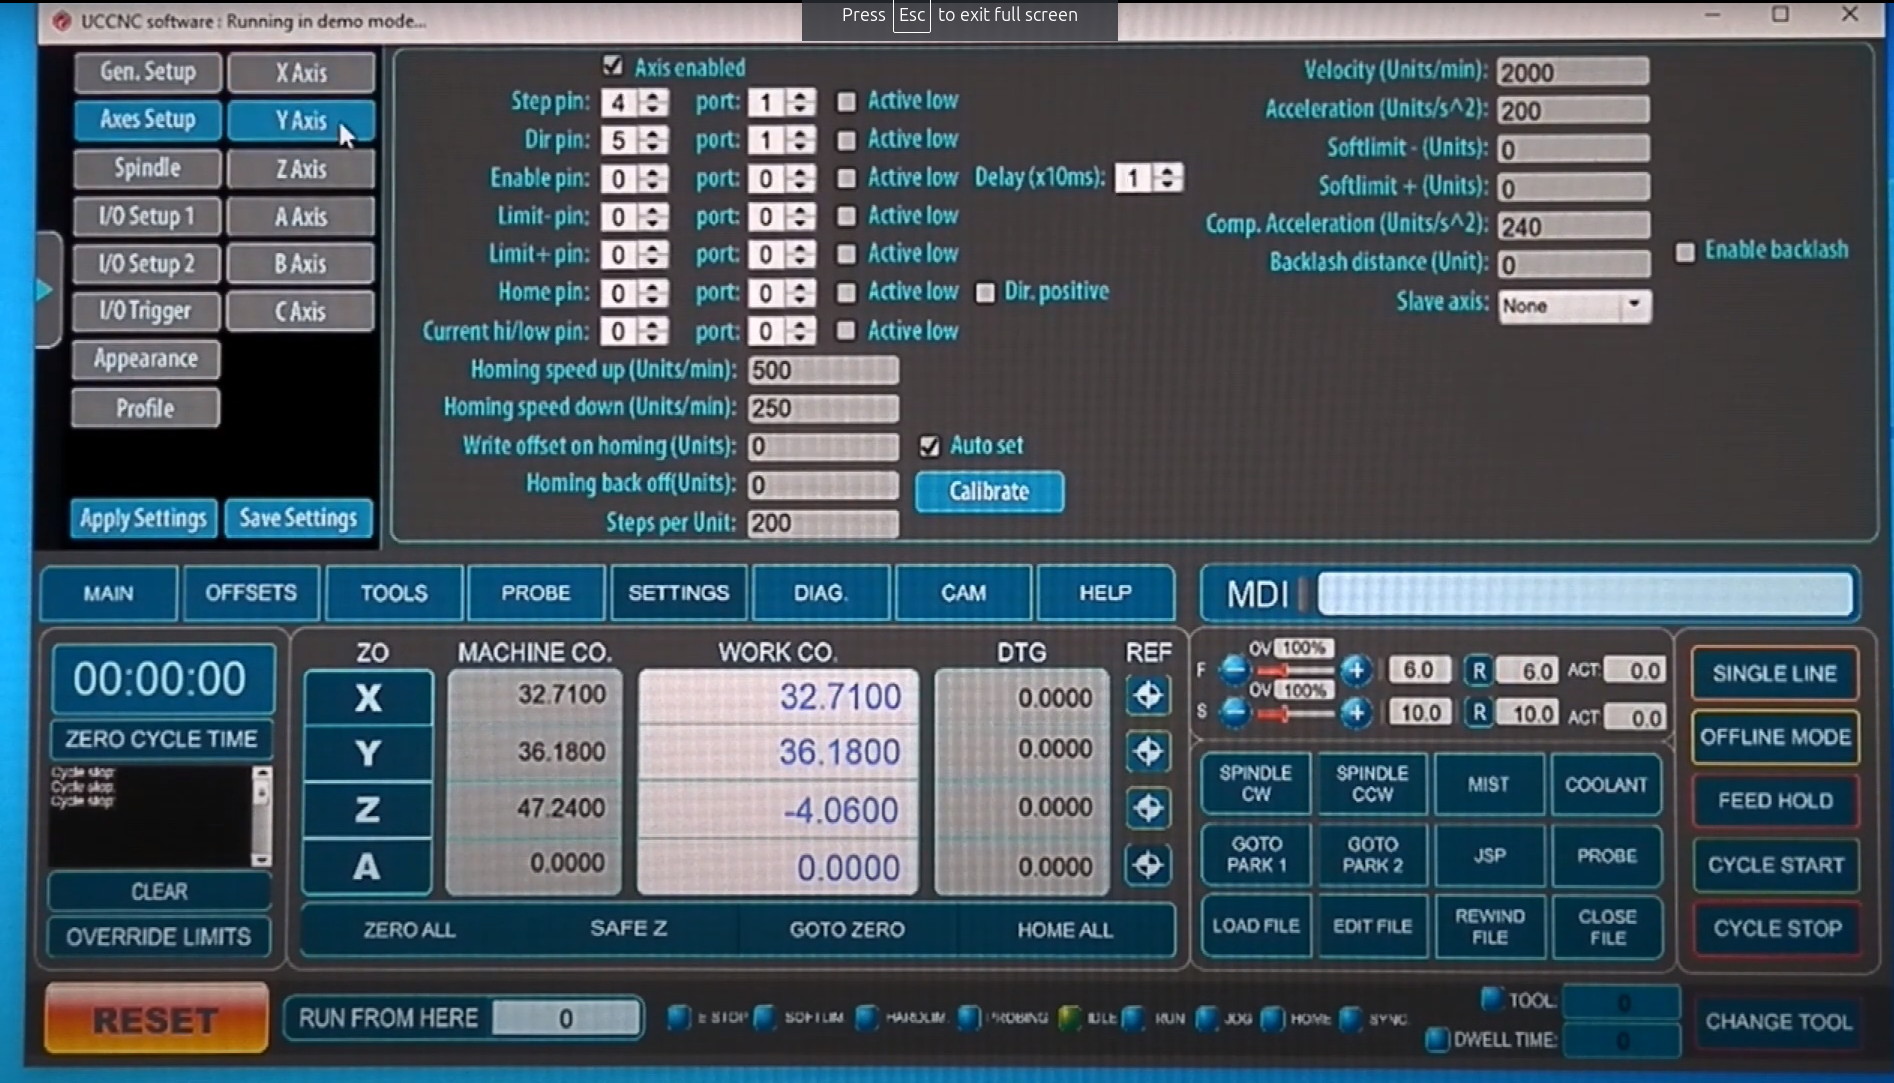 UCCNC software : Running in demo mode...
Press Esc to exit full screen
Gen. Setup
X Axis
Axes Setup
Y Axis
Spindle
Z Axis
I/O Setup 1
A Axis
I/O Setup 2
B Axis
I/O Trigger
C Axis
Appearance
Profile
Apply Settings
Save Settings
Axis enabled
Step pin: 4 port: 1 Active low
Dir pin: 5 port: 1 Active low
Enable pin: 0 port: 0 Active low Delay (x10ms): 1
Limit- pin: 0 port: 0 Active low
Limit+ pin: 0 port: 0 Active low
Home pin: 0 port: 0 Active low Dir. positive
Current hi/low pin: 0 port: 0 Active low
Homing speed up (Units/min): 500
Homing speed down (Units/min): 250
Write offset on homing (Units): 0 Auto set
Homing back off(Units): 0 Calibrate
Steps per Unit: 200
Velocity (Units/min): 2000
Acceleration (Units/s^2): 200
Softlimit - (Units): 0
Softlimit + (Units): 0
Comp. Acceleration (Units/s^2): 240
Backlash distance (Unit): 0 Enable backlash
Slave axis: None
MAIN OFFSETS TOOLS PROBE SETTINGS DIAG. CAM HELP
MDI
00:00:00
ZERO CYCLE TIME
Cycle stop.
Cycle stop.
Cycle stop.
CLEAR
OVERRIDE LIMITS
ZO MACHINE CO. WORK CO. DTG REF
X 32.7100 32.7100 0.0000
Y 36.1800 36.1800 0.0000
Z 47.2400 -4.0600 0.0000
A 0.0000 0.0000 0.0000
ZERO ALL SAFE Z GOTO ZERO HOME ALL
OV 100%
F 6.0 R 6.0 ACT: 0.0
OV 100%
S 10.0 R 10.0 ACT 0.0
SPINDLE CW
SPINDLE CCW
MIST
COOLANT
GOTO PARK 1
GOTO PARK 2
JSP
PROBE
LOAD FILE
EDIT FILE
REWIND FILE
CLOSE FILE
SINGLE LINE
OFFLINE MODE
FEED HOLD
CYCLE START
CYCLE STOP
RESET
RUN FROM HERE 0
E STOP SOFTLIM. HARDLIM. PROBING IDLE RUN JOG HOME SYNC.
TOOL: 0
DWELL TIME: 0
CHANGE TOOL